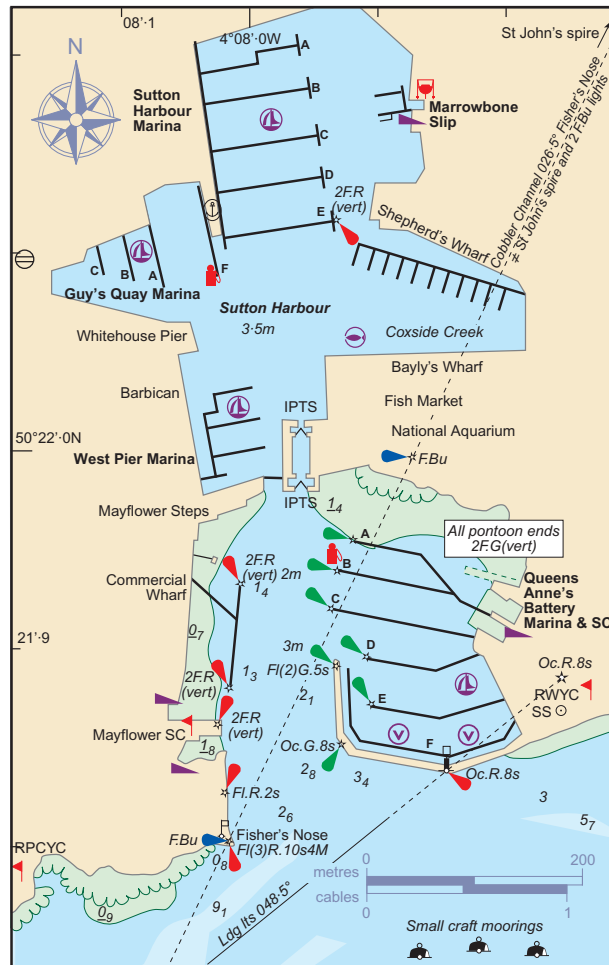 08'·1
4°08'·0W
St John's spire
N
Sutton
Harbour
Marina
A
B
C
D
E
Marrowbone
Slip
2F.R
(vert)
Shepherd's Wharf
Cobbler Channel 026·5° Fisher's Nose
≠ St John's spire and 2 F.Bu lights
C
B
A
F
Guy's Quay Marina
Sutton Harbour
3·5m
Whitehouse Pier
Coxside Creek
Bayly's Wharf
Barbican
Fish Market
IPTS
50°22'·0N
National Aquarium
West Pier Marina
F.Bu
IPTS
Mayflower Steps
1₄
A
All pontoon ends
2F.G(vert)
2F.R
(vert)
2m
B
Commercial
Wharf
1₄
Queens
Anne's
Battery
Marina & SC
C
0₇
21'·9
3m
D
Fl(2)G.5s
Oc.R.8s
2F.R
(vert)
1₃
RWYC
2₁
E
SS
2F.R
(vert)
Mayflower SC
Oc.G.8s
F
1₈
2₈
3₄
Oc.R.8s
Fl.R.2s
3
2₆
5₇
F.Bu
Fisher's Nose
Fl(3)R.10s4M
RPCYC
0₈
0
200
metres
cables
0
1
0₉
9₁
Ldg lts 048·5°
Small craft moorings